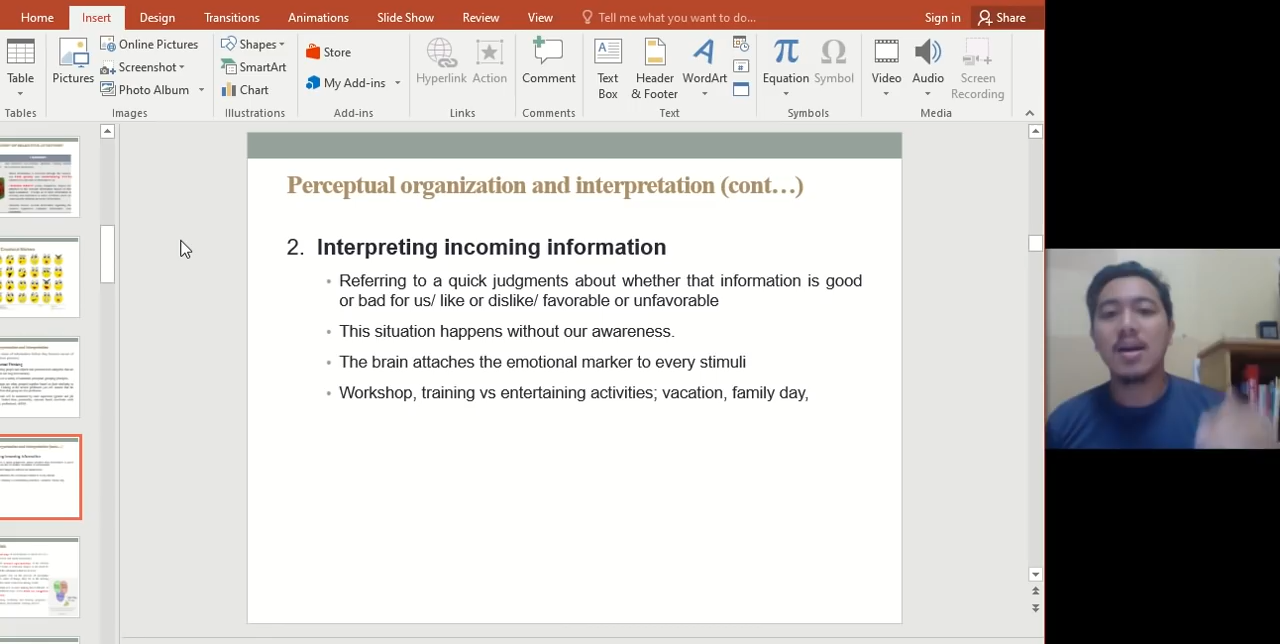 Home Insert Design Transitions Animations Slide Show Review View Tell me what you want to do... Sign in Share
Table
Pictures
Online Pictures
Screenshot
Photo Album
Shapes
SmartArt
Chart
Store
My Add-ins
Hyperlink
Action
Comment
Text
Box
Header
& Footer
WordArt
Equation
Symbol
Video
Audio
Screen
Recording
Tables Images Illustrations Add-ins Links Comments Text Symbols Media
Perceptual organization and interpretation (cont…)
2. Interpreting incoming information
• Referring to a quick judgments about whether that information is good
or bad for us/ like or dislike/ favorable or unfavorable
• This situation happens without our awareness.
• The brain attaches the emotional marker to every stimuli
• Workshop, training vs entertaining activities; vacation, family day,